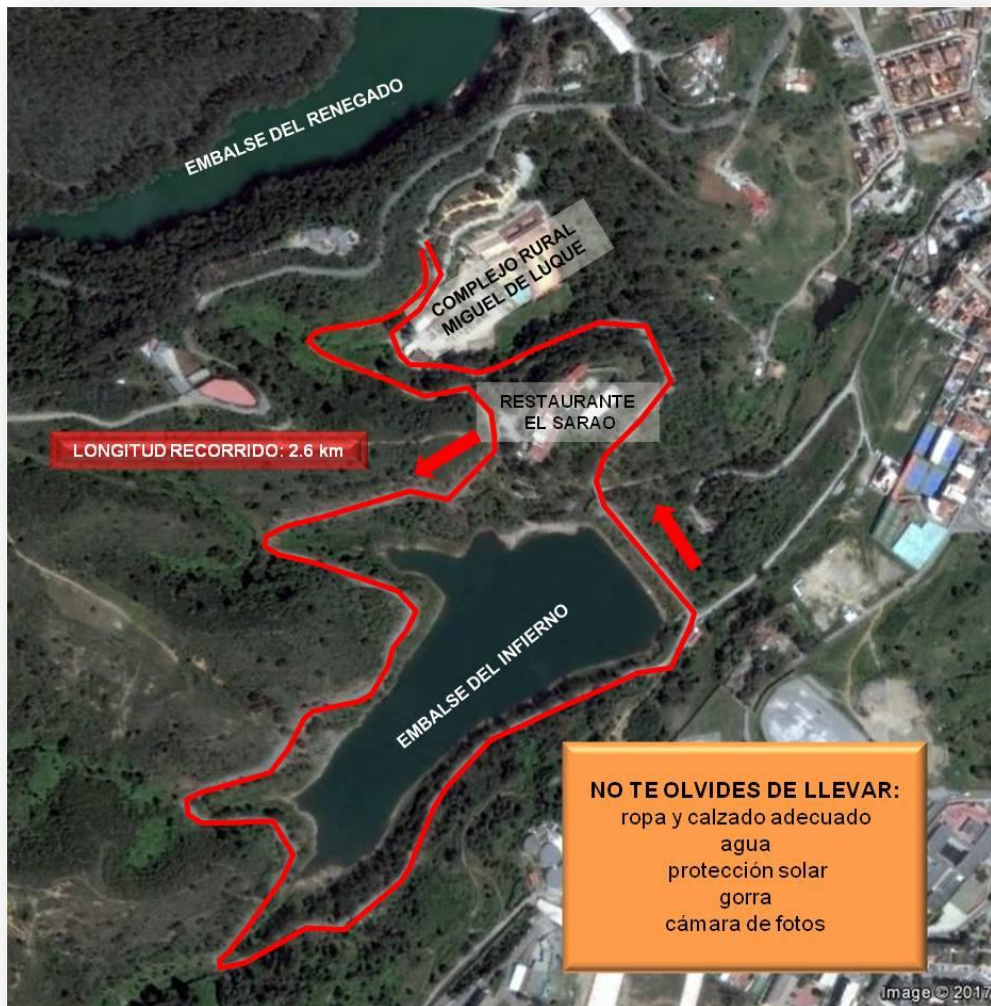 EMBALSE DEL RENEGADO
COMPLEJO RURAL
MIGUEL DE LUQUE
RESTAURANTE
EL SARAO
LONGITUD RECORRIDO: 2.6 km
EMBALSE DEL INFIERNO
NO TE OLVIDES DE LLEVAR:
ropa y calzado adecuado
agua
protección solar
gorra
cámara de fotos
Image © 2017